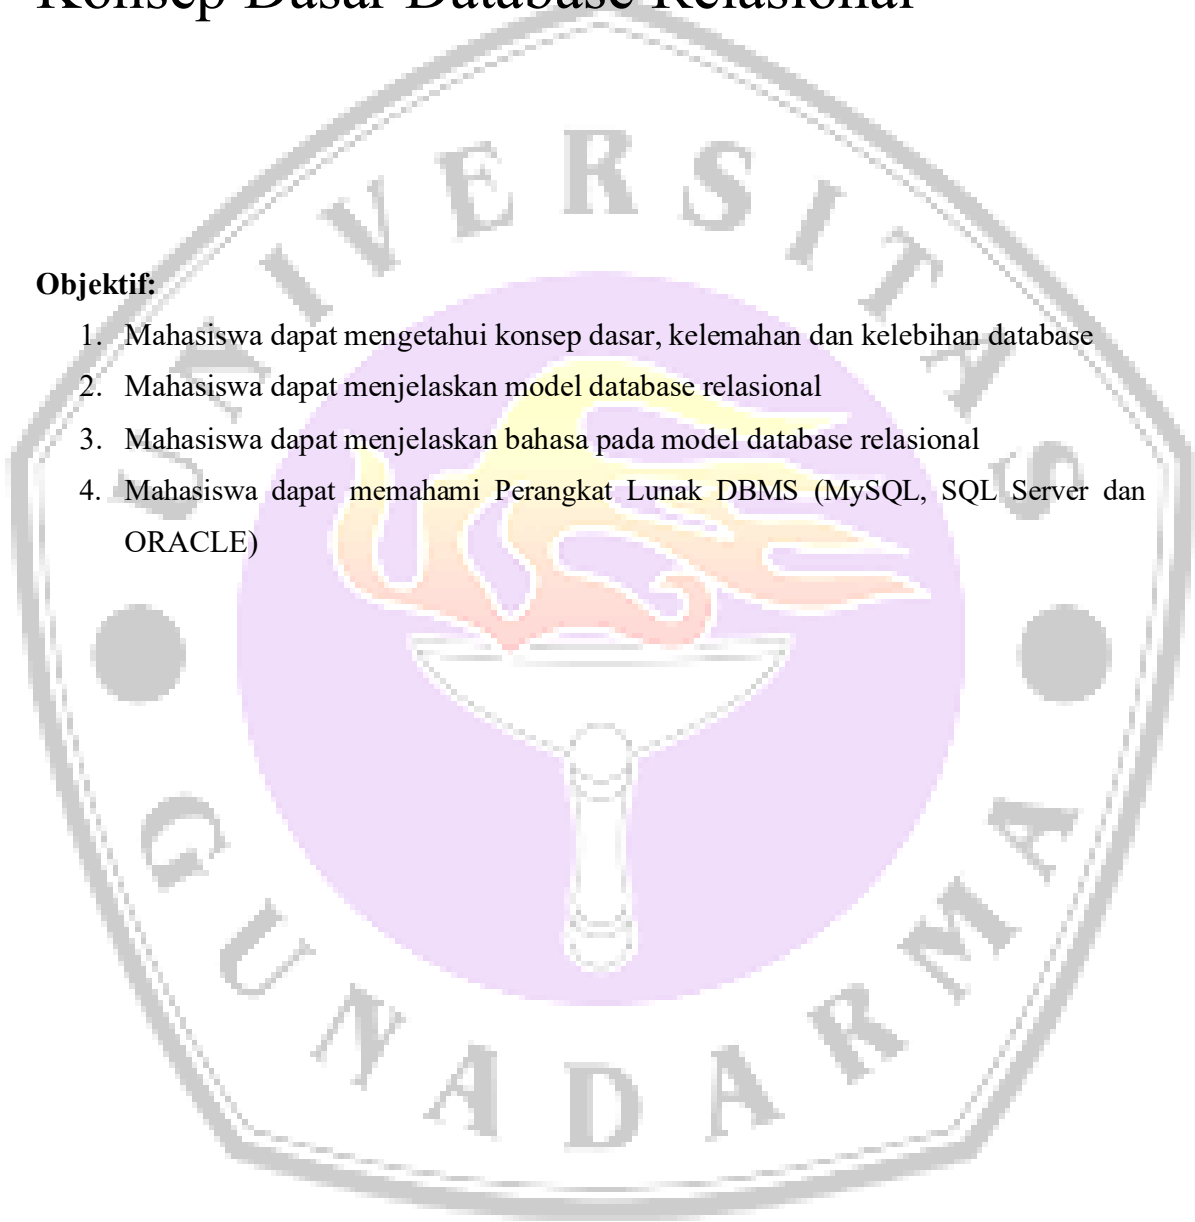 Konsep Dasar Database Relasional
UNIVERSITAS
Objektif:
1. Mahasiswa dapat mengetahui konsep dasar, kelemahan dan kelebihan database
2. Mahasiswa dapat menjelaskan model database relasional
3. Mahasiswa dapat menjelaskan bahasa pada model database relasional
4. Mahasiswa dapat memahami Perangkat Lunak DBMS (MySQL, SQL Server dan
ORACLE)
GUNADARMA